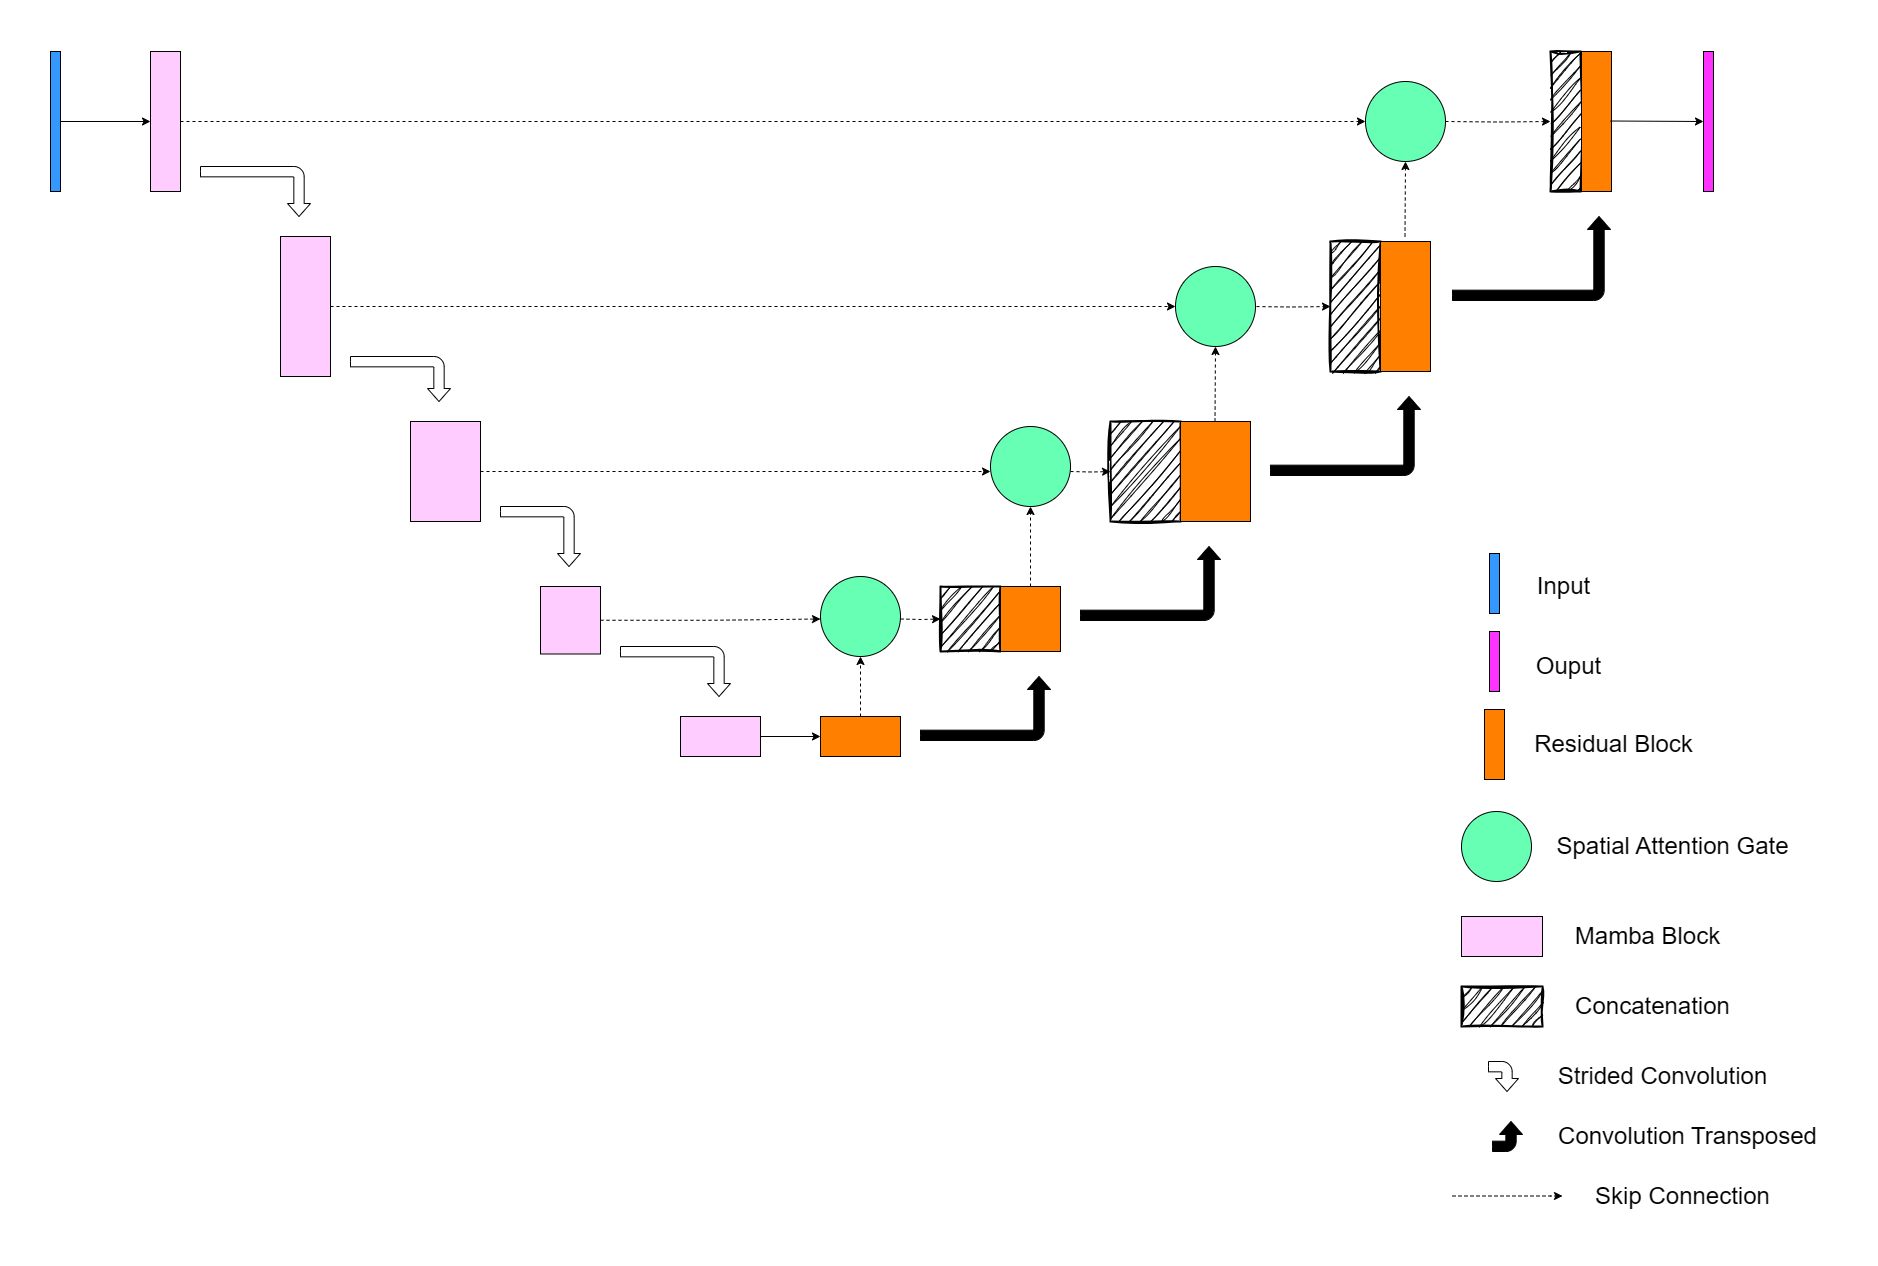 Input
Ouput
Residual Block
Spatial Attention Gate
Mamba Block
Concatenation
Strided Convolution
Convolution Transposed
Skip Connection